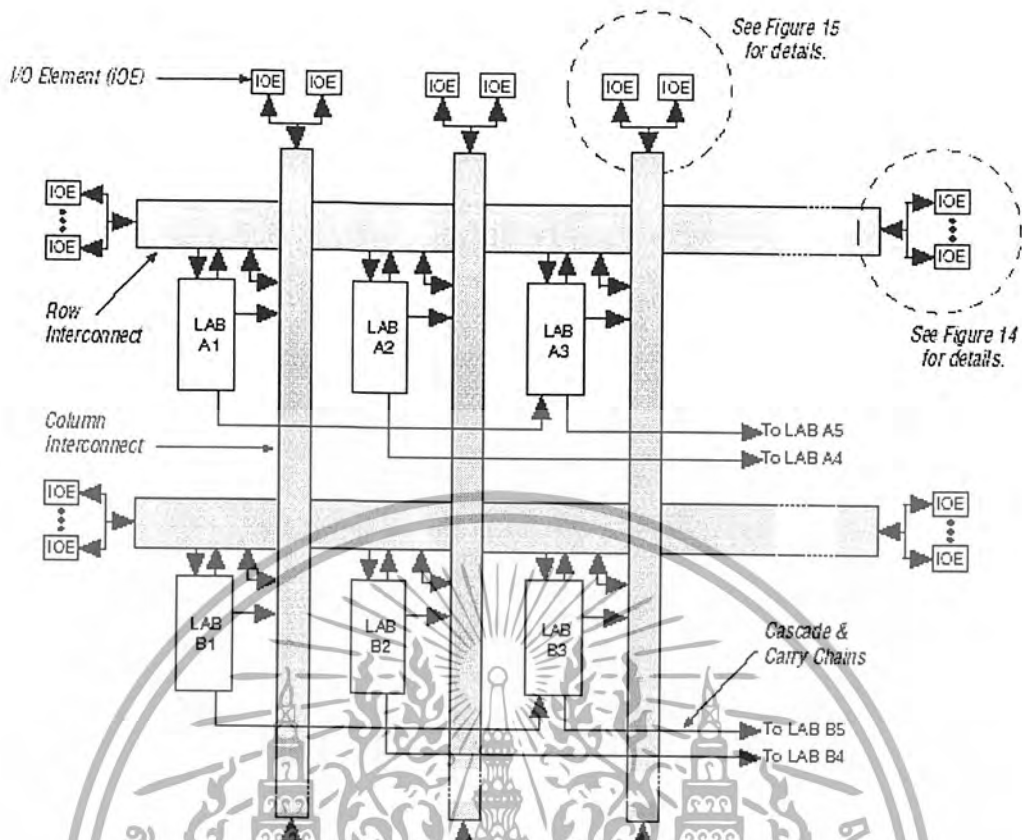 See Figure 15
for details.
I/O Element (IOE)
IOE IOE IOE IOE IOE IOE
IOE
IOE
IOE
IOE
Row
Interconnect
LAB
A1
LAB
A2
LAB
A3
See Figure 14
for details.
Column
Interconnect
To LAB A5
To LAB A4
IOE
IOE
IOE
IOE
LAB
B1
LAB
B2
LAB
B3
Cascade &
Carry Chains
To LAB B5
To LAB B4